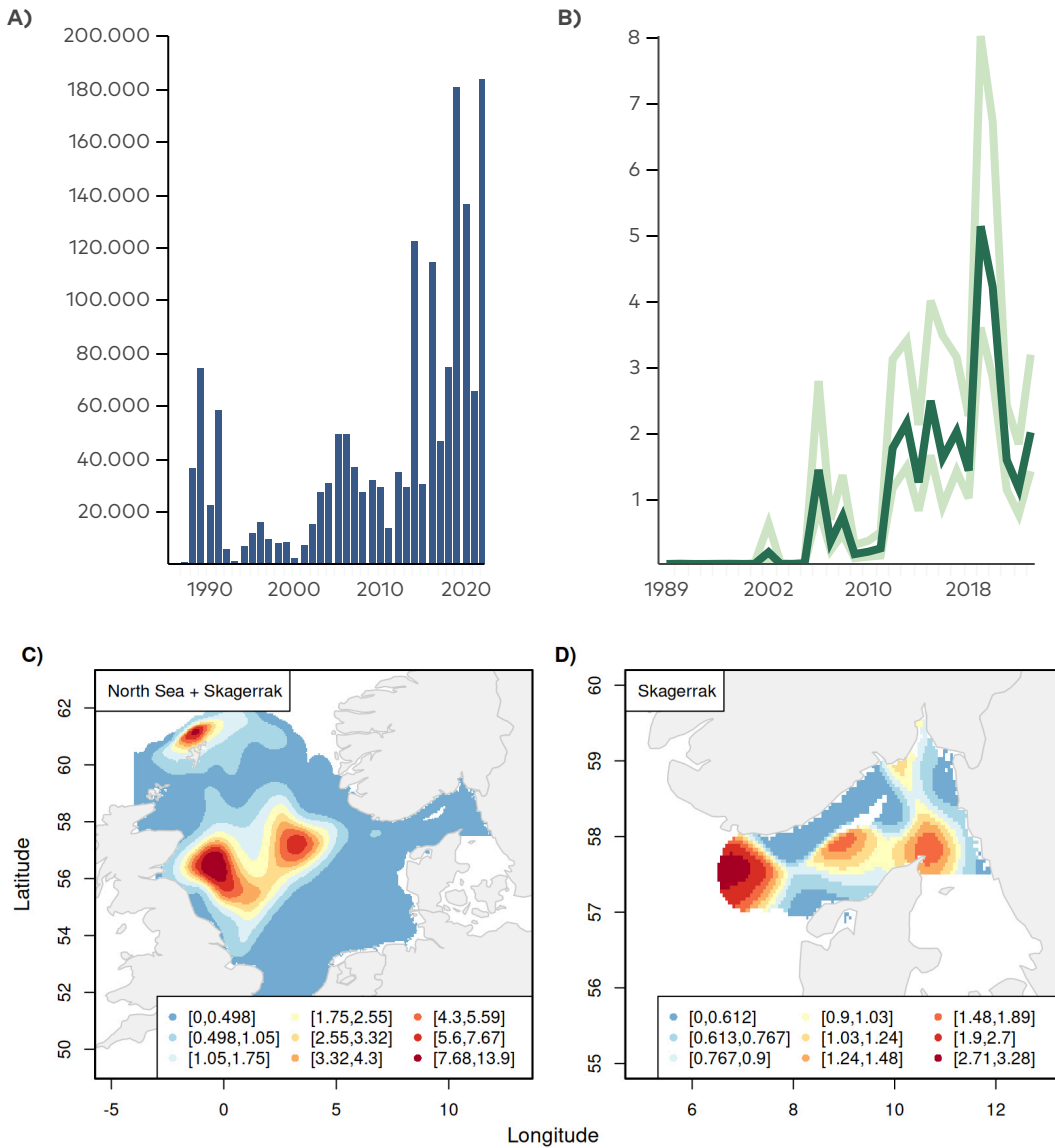 A)
200.000
180.000
160.000
140.000
120.000
100.000
80.000
60.000
40.000
20.000
1990 2000 2010 2020
B)
8
7
6
5
4
3
2
1
1989 2002 2010 2018
C)
North Sea + Skagerrak
62
60
58
56
54
52
50
Latitude
[0,0.498] [1.75,2.55] [4.3,5.59]
[0.498,1.05] [2.55,3.32] [5.6,7.67]
[1.05,1.75] [3.32,4.3] [7.68,13.9]
-5 0 5 10
D)
Skagerrak
60
59
58
57
56
55
[0,0.612] [0.9,1.03] [1.48,1.89]
[0.613,0.767] [1.03,1.24] [1.9,2.7]
[0.767,0.9] [1.24,1.48] [2.71,3.28]
6 8 10 12
Longitude